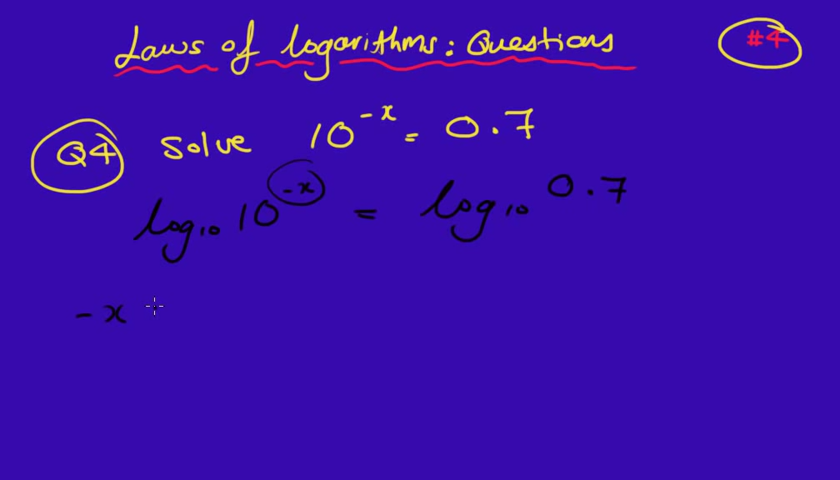 Laws of logarithms: Questions #4
Q4 Solve 10^-x = 0.7
log₁₀ 10^-x = log₁₀ 0.7
-x